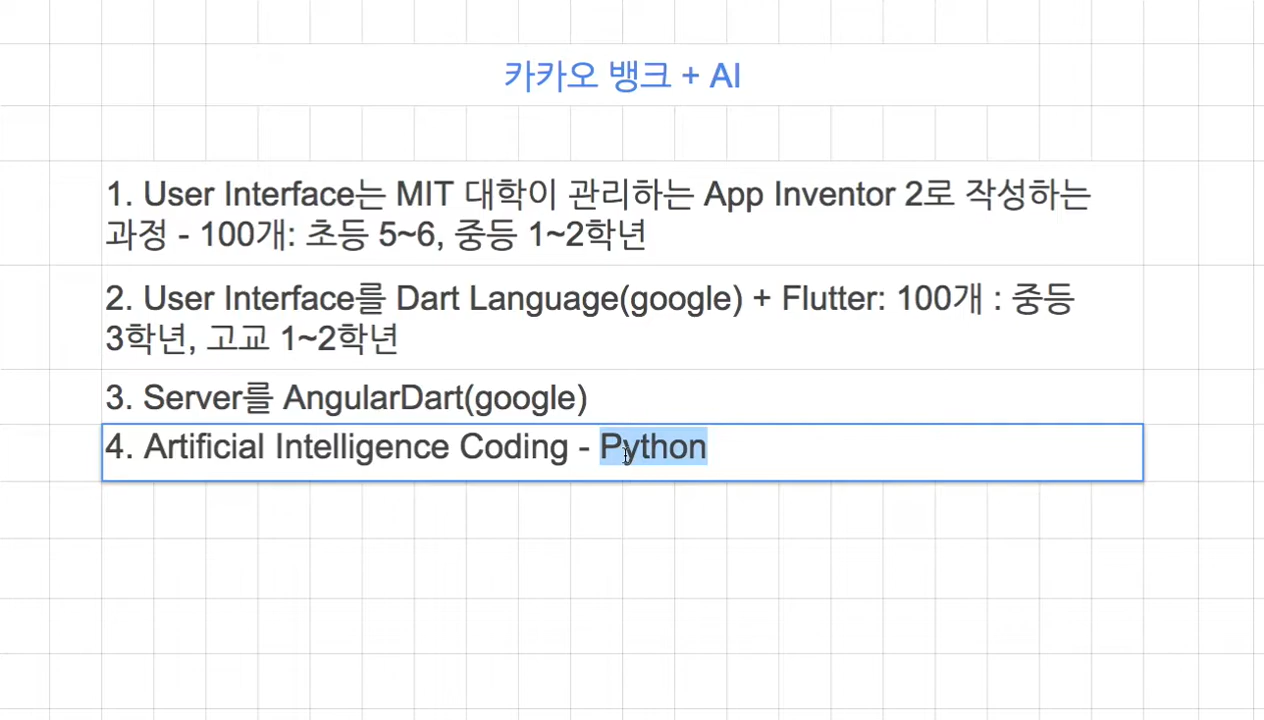 카카오 뱅크 + AI
1. User Interface는 MIT 대학이 관리하는 App Inventor 2로 작성하는
과정 - 100개: 초등 5~6, 중등 1~2학년
2. User Interface를 Dart Language(google) + Flutter: 100개 : 중등
3학년, 고교 1~2학년
3. Server를 AngularDart(google)
4. Artificial Intelligence Coding - Python